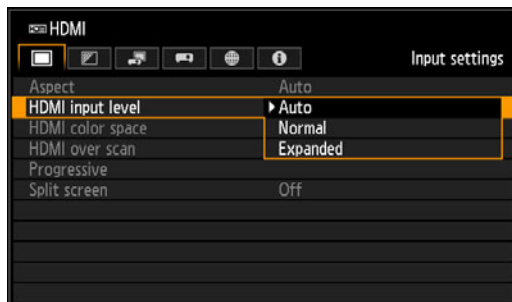 HDMI
Input settings
Aspect Auto
HDMI input level Auto
HDMI color space Normal
HDMI over scan Expanded
Progressive
Split screen Off